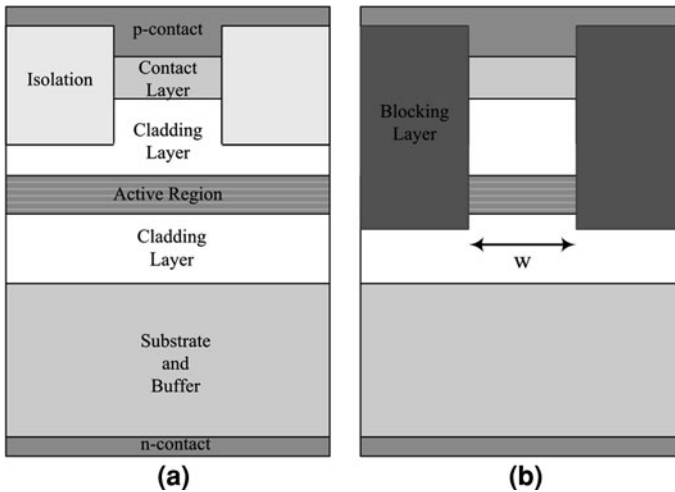 p-contact
Isolation
Contact
Layer
Cladding
Layer
Active Region
Cladding
Layer
Substrate
and
Buffer
n-contact
(a)
Blocking
Layer
w
(b)